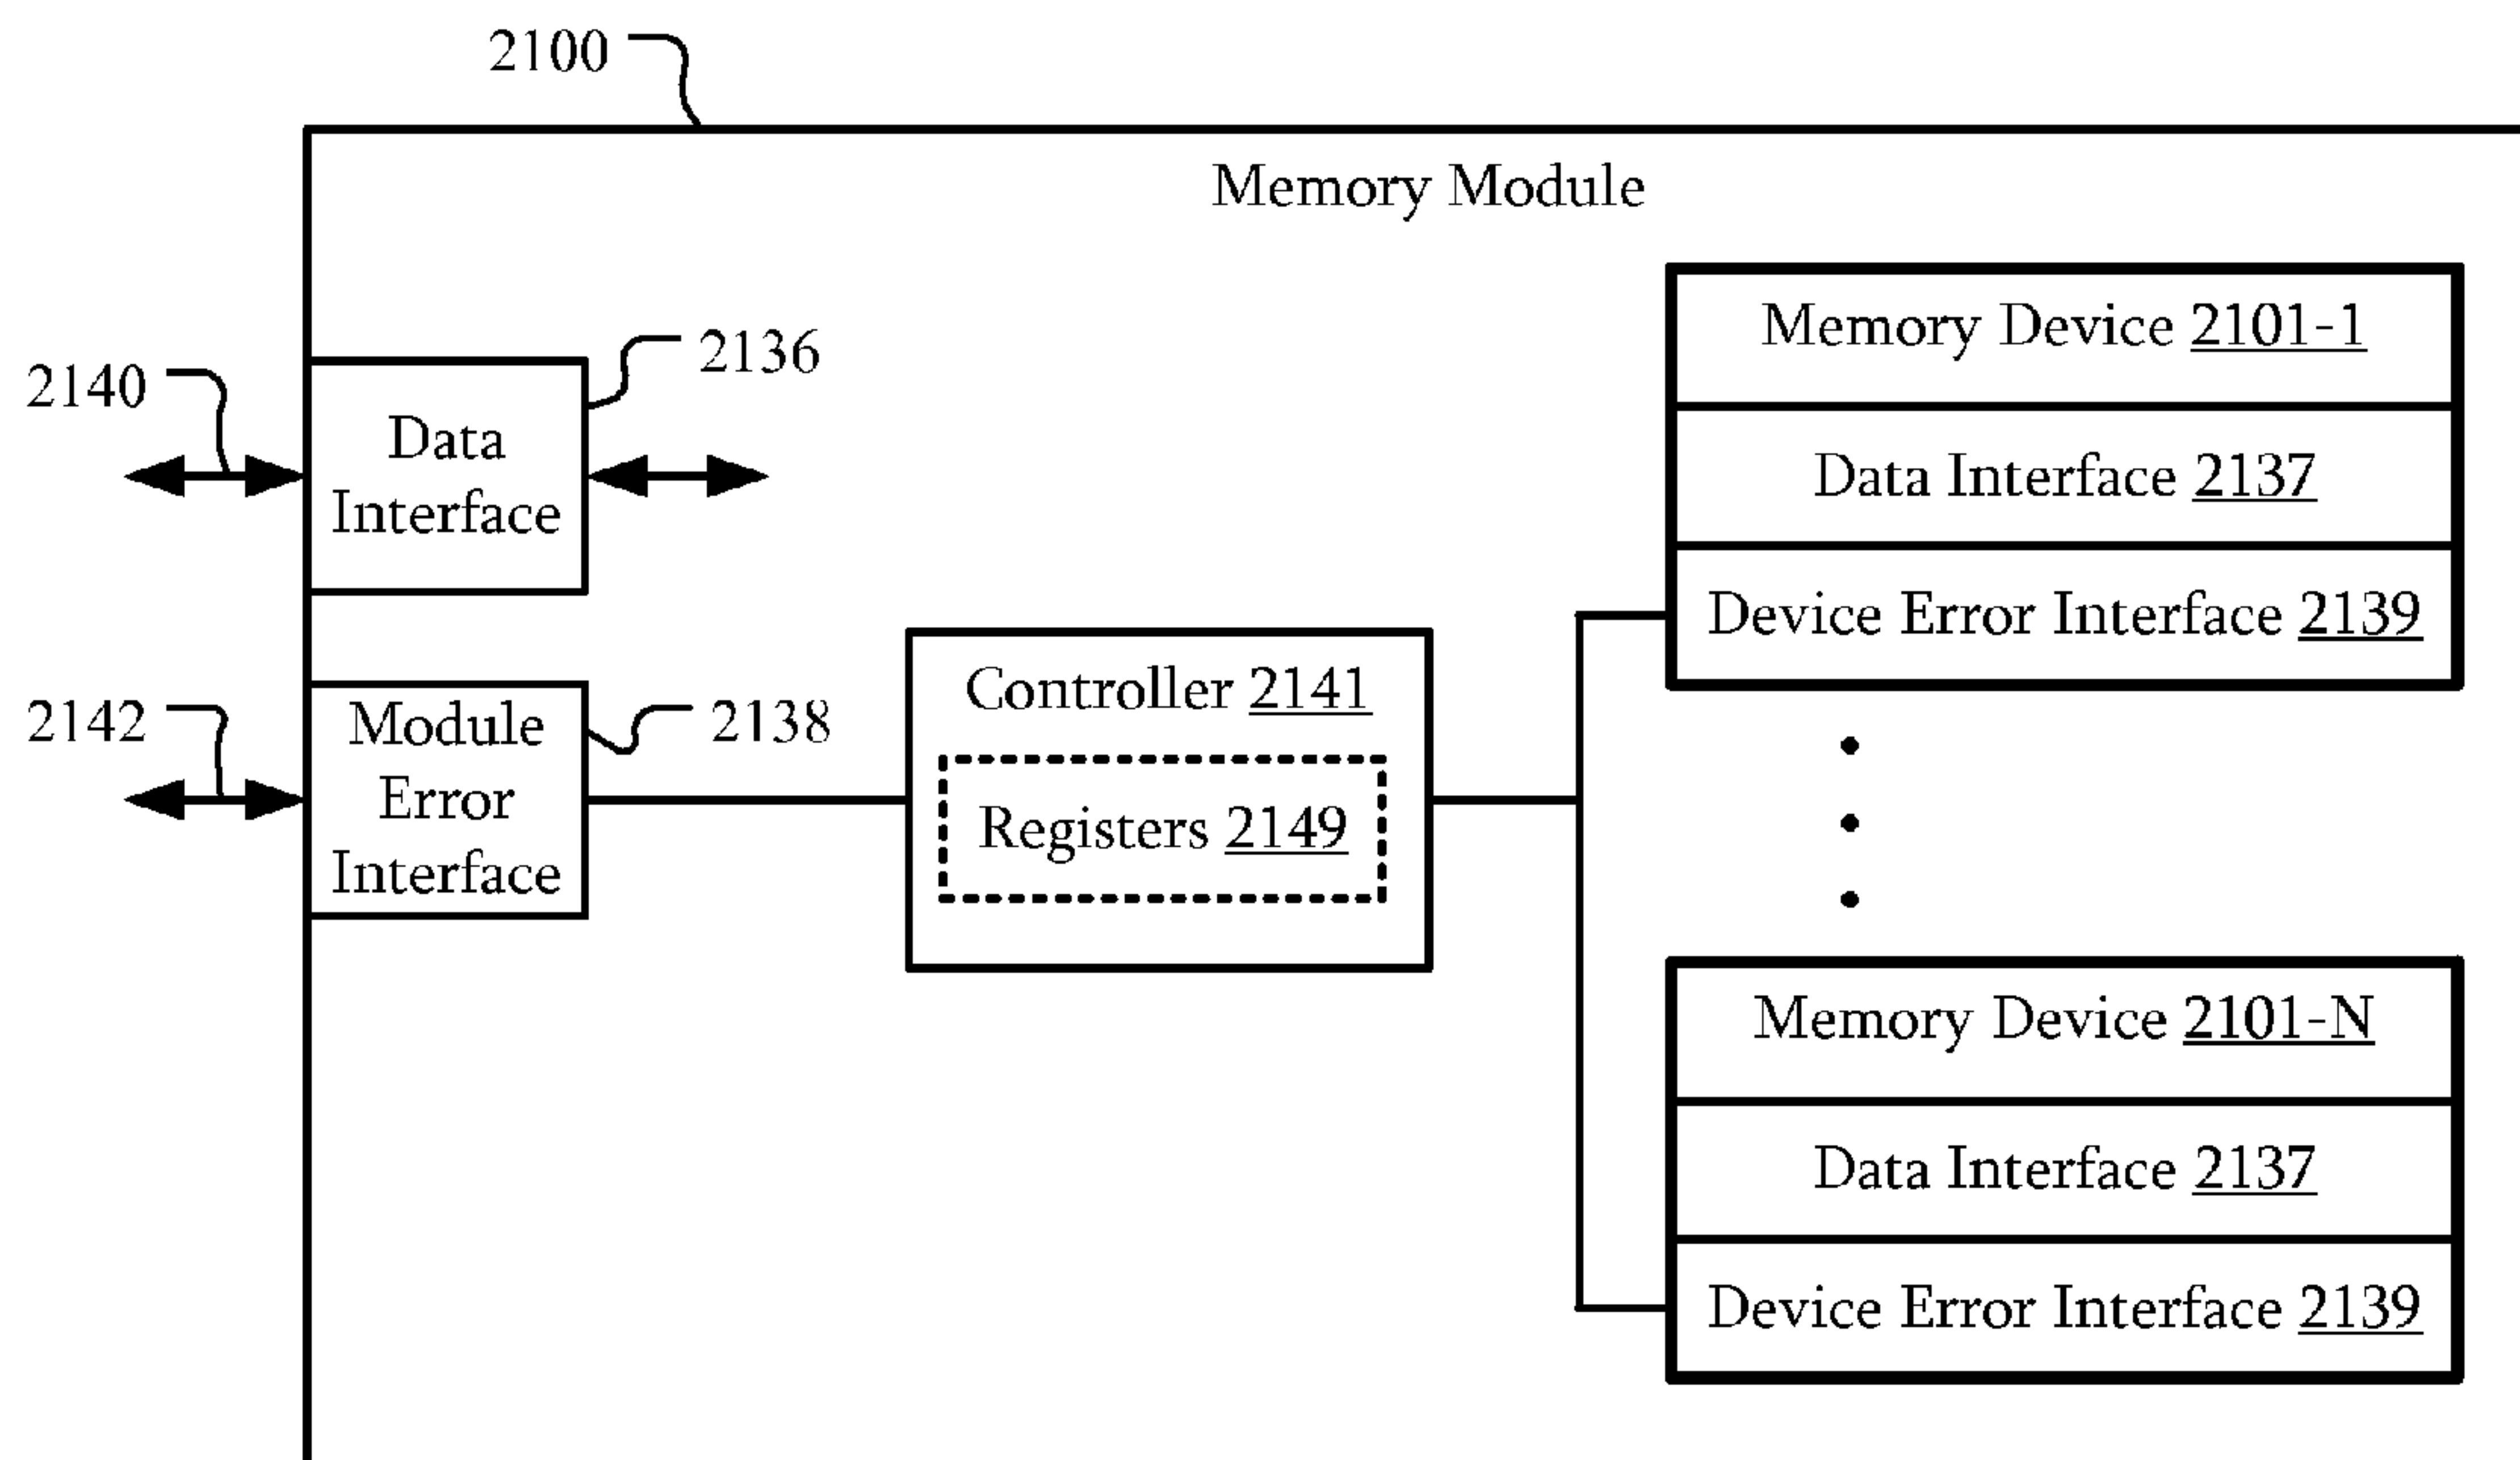 2100
Memory Module
Memory Device 2101-1
2136
2140
Data
Interface
Data Interface 2137
Device Error Interface 2139
2142
Module
Error
Interface
2138
Controller 2141
Registers 2149
Memory Device 2101-N
Data Interface 2137
Device Error Interface 2139